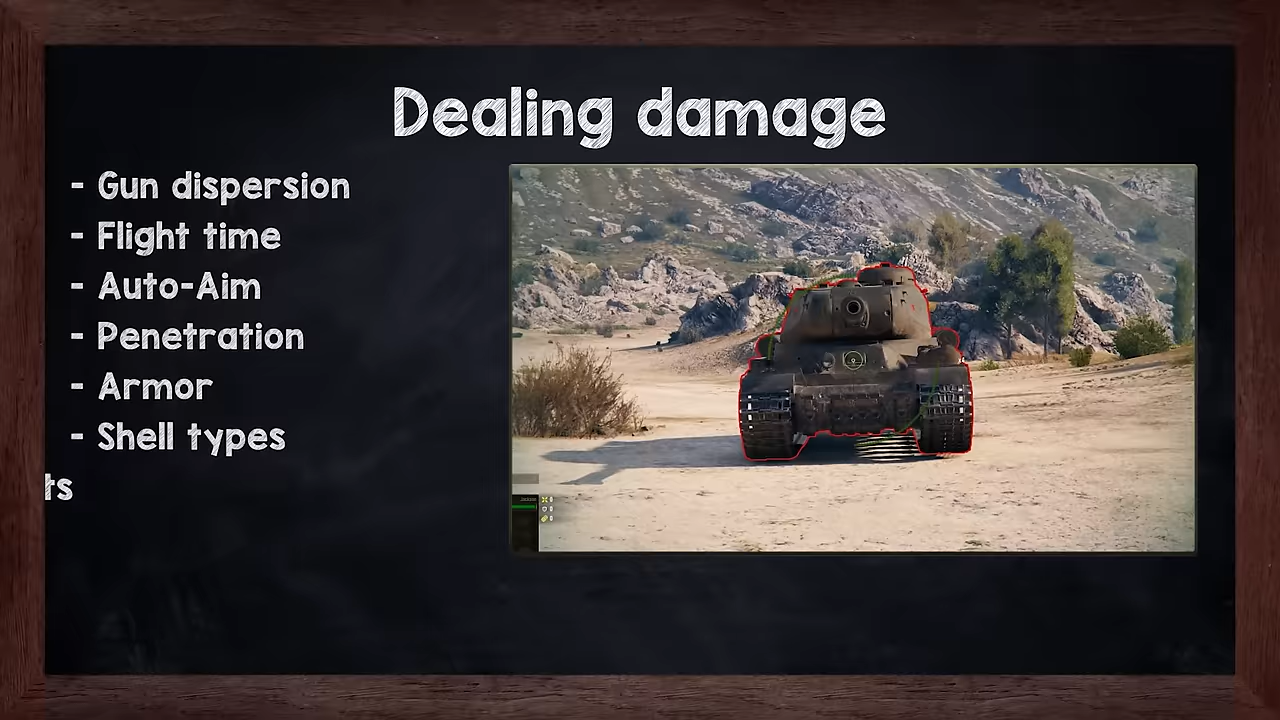 Dealing damage
- Gun dispersion
- Flight time
- Auto-Aim
- Penetration
- Armor
- Shell types
ts